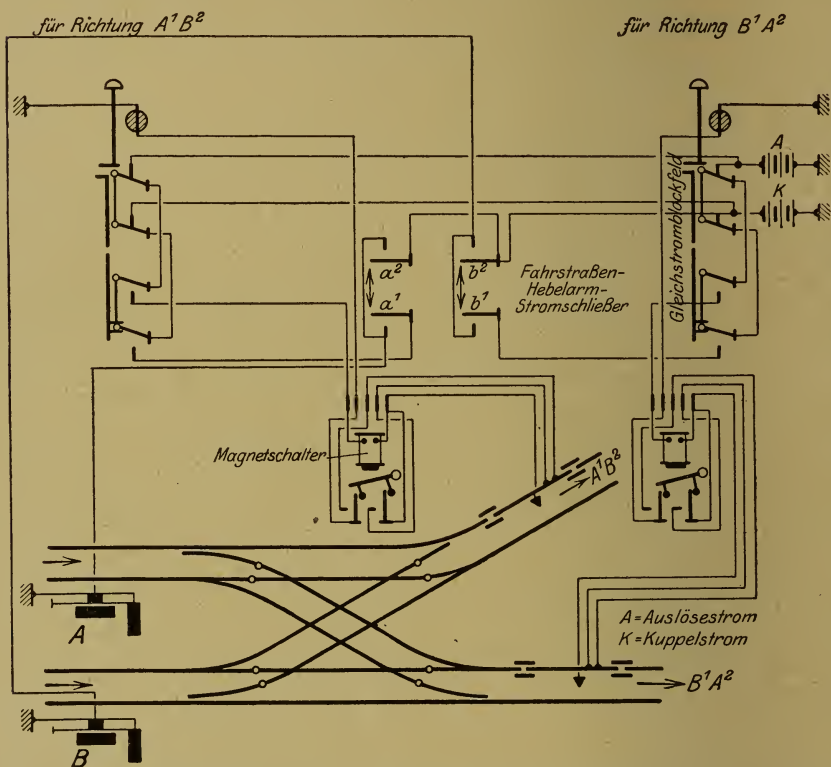 für Richtung A¹B²
für Richtung B¹A²
A
K
Gleichstromblockfeld
a²
a¹
b²
b¹
Fahrstraßen-
Hebelarm-
Stromschließer
Magnetschalter
A¹B²
A
A=Auslösestrom
K=Kuppelstrom
B¹A²
B